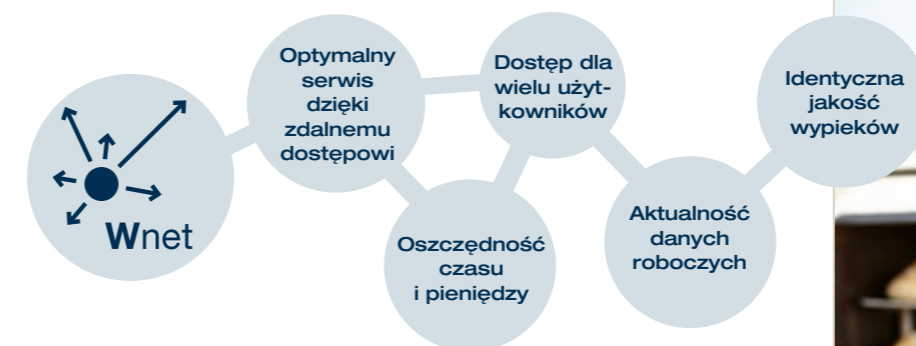 Wnet
Optymalny
serwis
dzięki
zdalnemu
dostępowi
Oszczędność
czasu
i pieniędzy
Dostęp dla
wielu użyt-
kowników
Aktualność
danych
roboczych
Identyczna
jakość
wypieków